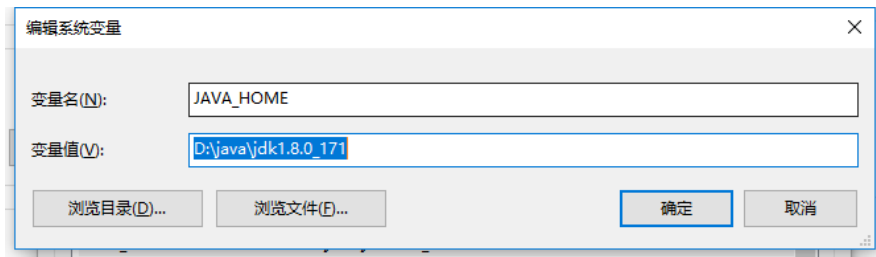 编辑系统变量
变量名(N):
JAVA_HOME
变量值(V):
D:\java\jdk1.8.0_171
浏览目录(D)...
浏览文件(F)...
确定
取消